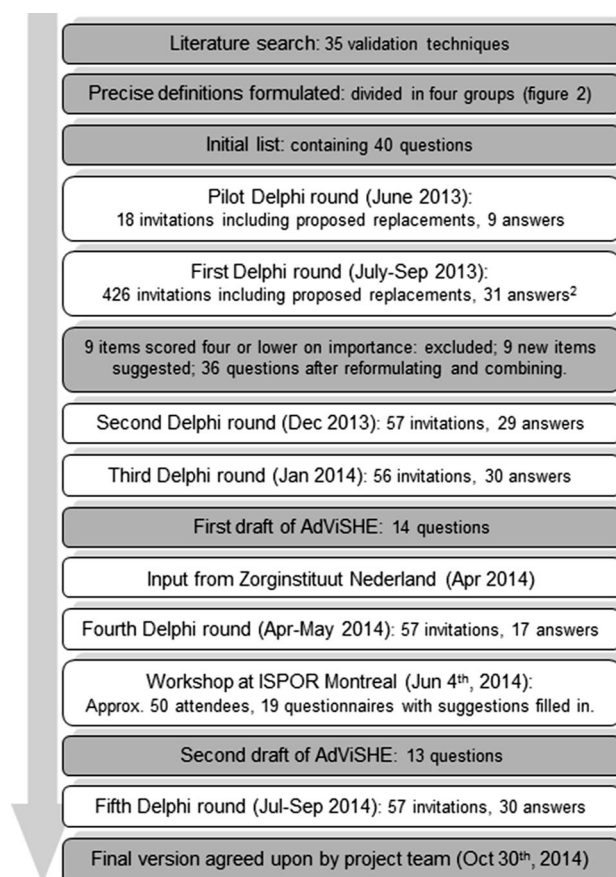 Literature search: 35 validation techniques
Precise definitions formulated: divided in four groups (figure 2)
Initial list: containing 40 questions
Pilot Delphi round (June 2013):
18 invitations including proposed replacements, 9 answers
First Delphi round (July-Sep 2013):
426 invitations including proposed replacements, 31 answers²
9 items scored four or lower on importance: excluded; 9 new items
suggested; 36 questions after reformulating and combining.
Second Delphi round (Dec 2013): 57 invitations, 29 answers
Third Delphi round (Jan 2014): 56 invitations, 30 answers
First draft of AdViSHE: 14 questions
Input from Zorginstituut Nederland (Apr 2014)
Fourth Delphi round (Apr-May 2014): 57 invitations, 17 answers
Workshop at ISPOR Montreal (Jun 4th, 2014):
Approx. 50 attendees, 19 questionnaires with suggestions filled in.
Second draft of AdViSHE: 13 questions
Fifth Delphi round (Jul-Sep 2014): 57 invitations, 30 answers
Final version agreed upon by project team (Oct 30th, 2014)